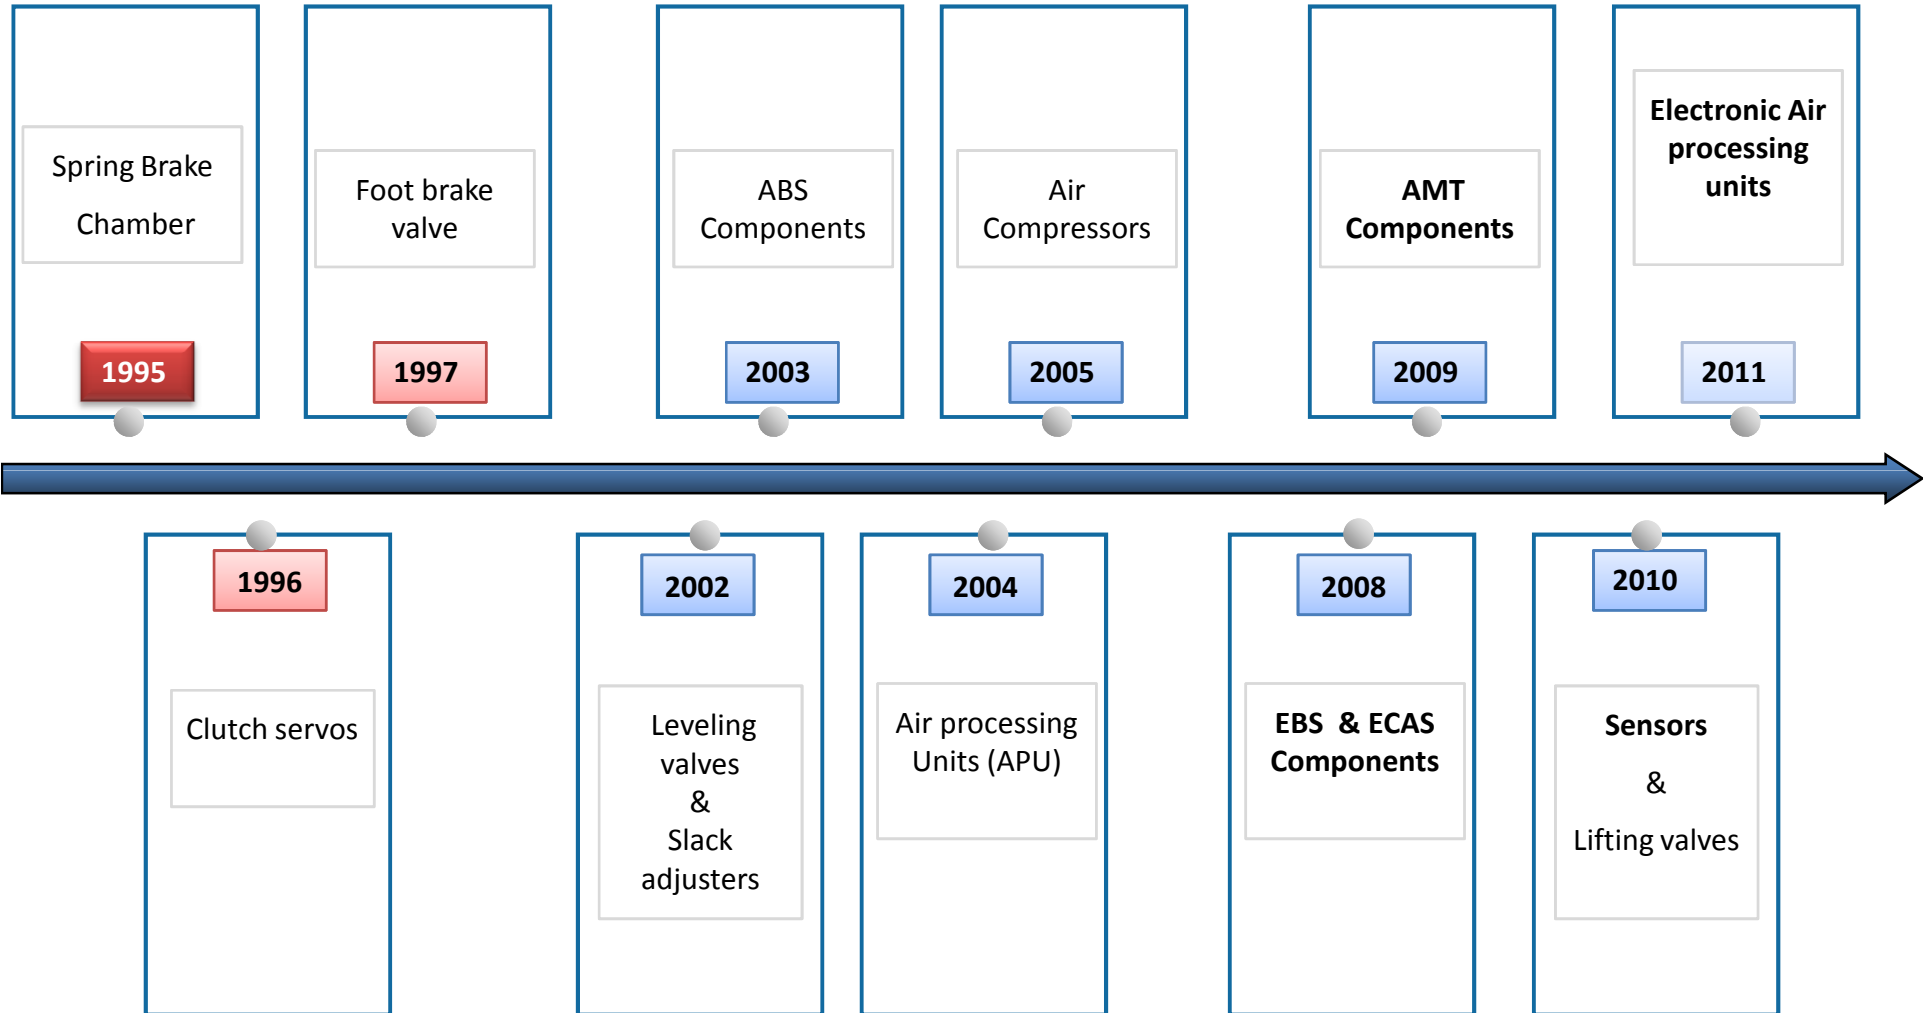 Spring Brake
Chamber
1995
Foot brake
valve
1997
ABS
Components
2003
Air
Compressors
2005
AMT
Components
2009
Electronic Air
processing
units
2011
1996
Clutch servos
2002
Leveling
valves
&
Slack
adjusters
2004
Air processing
Units (APU)
2008
EBS  & ECAS
Components
2010
Sensors
&
Lifting valves